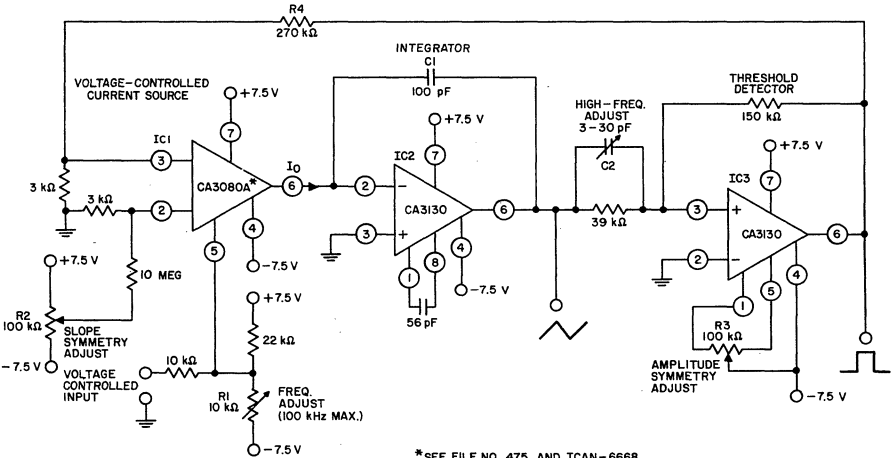 R4
270 kΩ
INTEGRATOR
C1
100 pF
VOLTAGE-CONTROLLED
CURRENT SOURCE
+7.5 V
7
IC1
3
3 kΩ
3 kΩ
2
CA3080A*
I0
6
4
-7.5 V
5
10 MEG
+7.5 V
R2
100 kΩ
SLOPE
SYMMETRY
ADJUST
-7.5 V
VOLTAGE
CONTROLLED
INPUT
10 kΩ
+7.5 V
22 kΩ
R1
10 kΩ
FREQ.
ADJUST
(100 kHz MAX.)
-7.5 V
+7.5 V
7
IC2
2
-
CA3130
3
+
6
1
8
4
56 pF
-7.5 V
HIGH-FREQ.
ADJUST
3-30 pF
C2
39 kΩ
THRESHOLD
DETECTOR
150 kΩ
+7.5 V
7
IC3
3
+
CA3130
2
-
6
4
5
1
R3
100 kΩ
AMPLITUDE
SYMMETRY
ADJUST
-7.5 V
*SEE FILE NO. 475 AND ICAN-6668